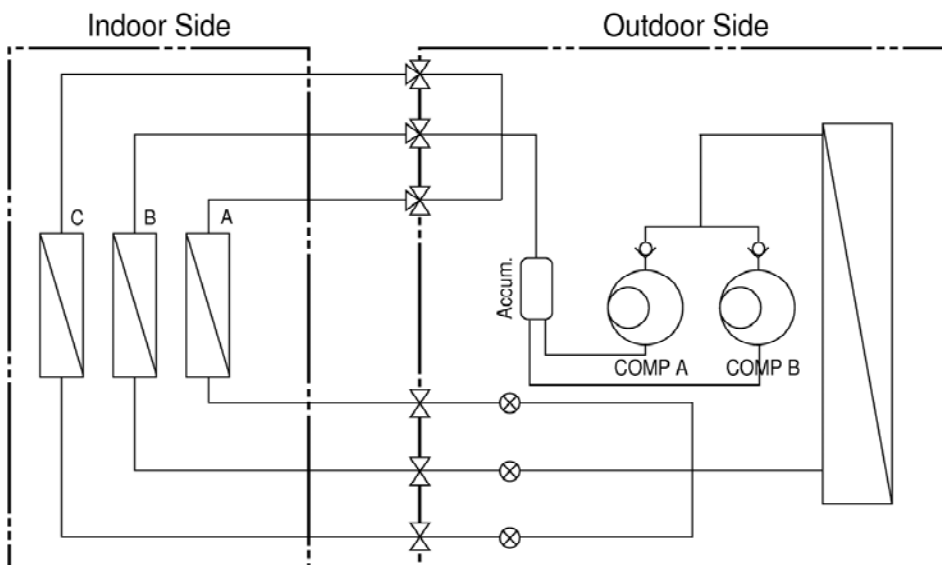 Indoor Side
Outdoor Side
C
B
A
Accum.
COMP A
COMP B